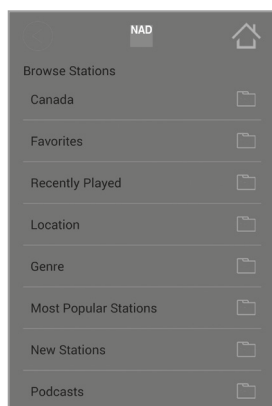 NAD
Browse Stations
Canada
Favorites
Recently Played
Location
Genre
Most Popular Stations
New Stations
Podcasts